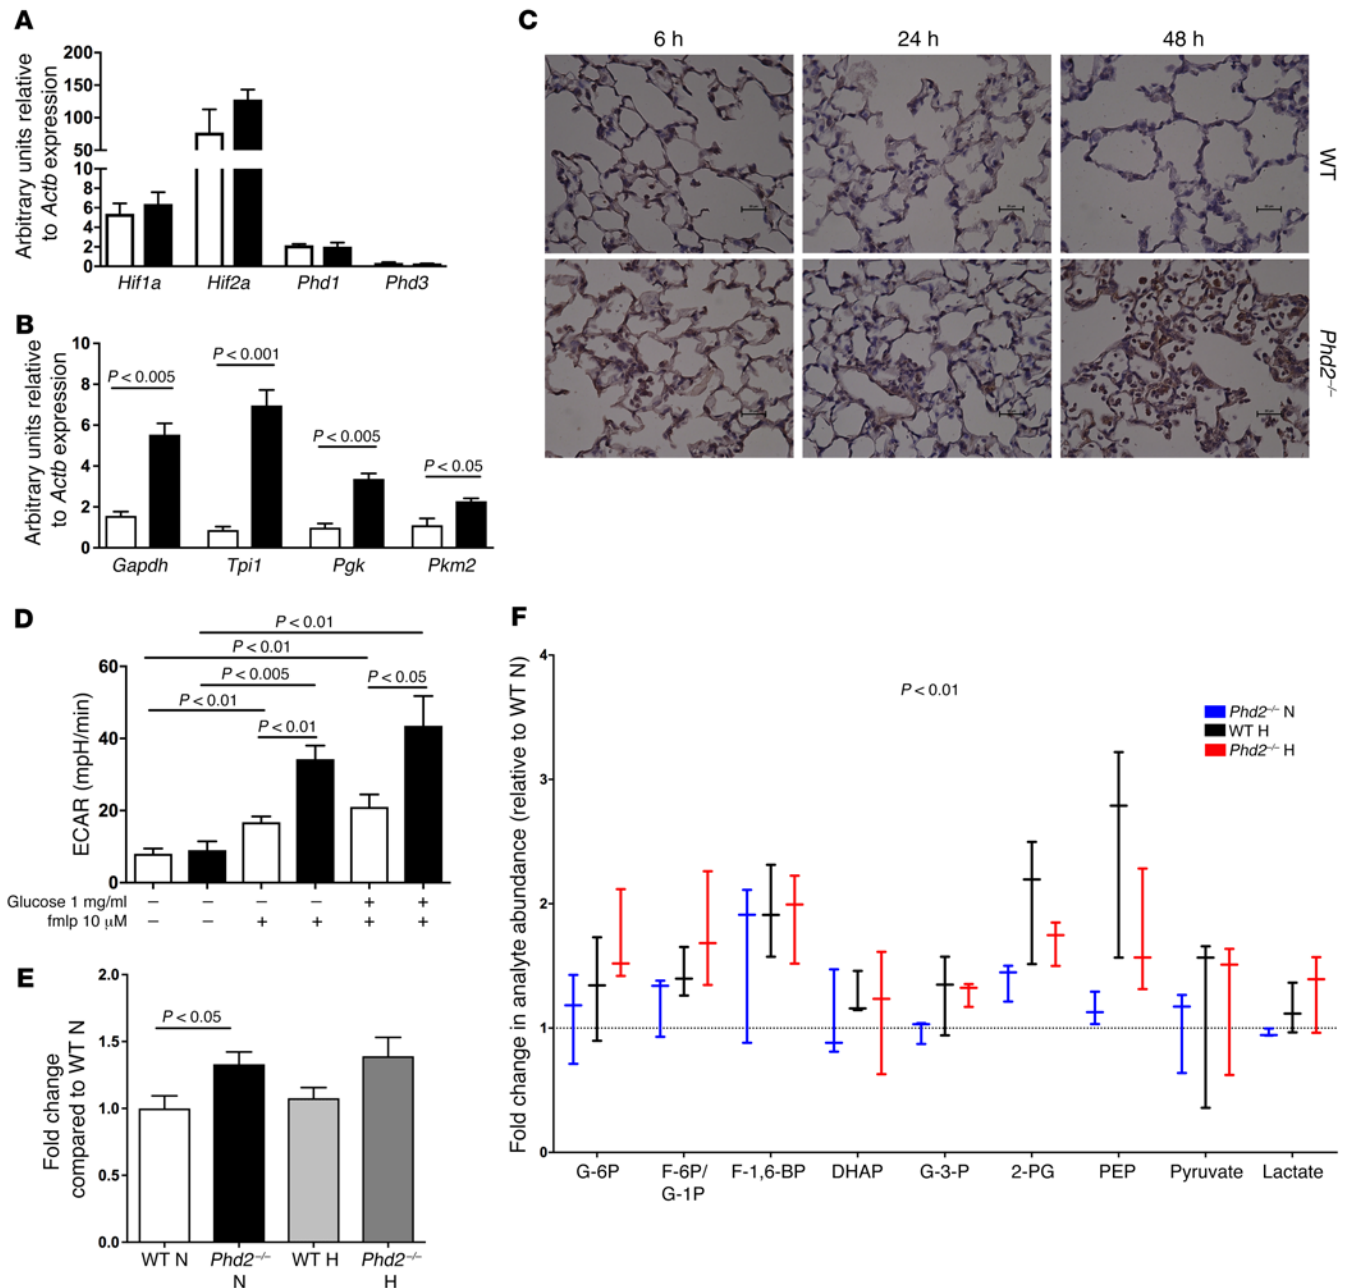 A
Arbitrary units relative
to Actb expression
200
150
100
50
10
8
6
4
2
0
Hif1a Hif2a Phd1 Phd3
B
Arbitrary units relative
to Actb expression
10
8
6
4
2
0
P < 0.005
P < 0.001
P < 0.005
P < 0.05
Gapdh Tpi1 Pgk Pkm2
C
6 h 24 h 48 h
WT
Phd2–/–
D
ECAR (mpH/min)
60
40
20
0
P < 0.01
P < 0.01
P < 0.005
P < 0.05
P < 0.01
P < 0.01
Glucose 1 mg/ml – – – – + +
fmlp 10 µM – – + + + +
E
Fold change
compared to WT N
2.0
1.5
1.0
0.5
0.0
P < 0.05
WT N Phd2–/– N WT H Phd2–/– H
F
Fold change in analyte abundance (relative to WT N)
4
3
2
1
0
P < 0.01
Phd2–/– N
WT H
Phd2–/– H
G-6P F-6P/ G-1P F-1,6-BP DHAP G-3-P 2-PG PEP Pyruvate Lactate